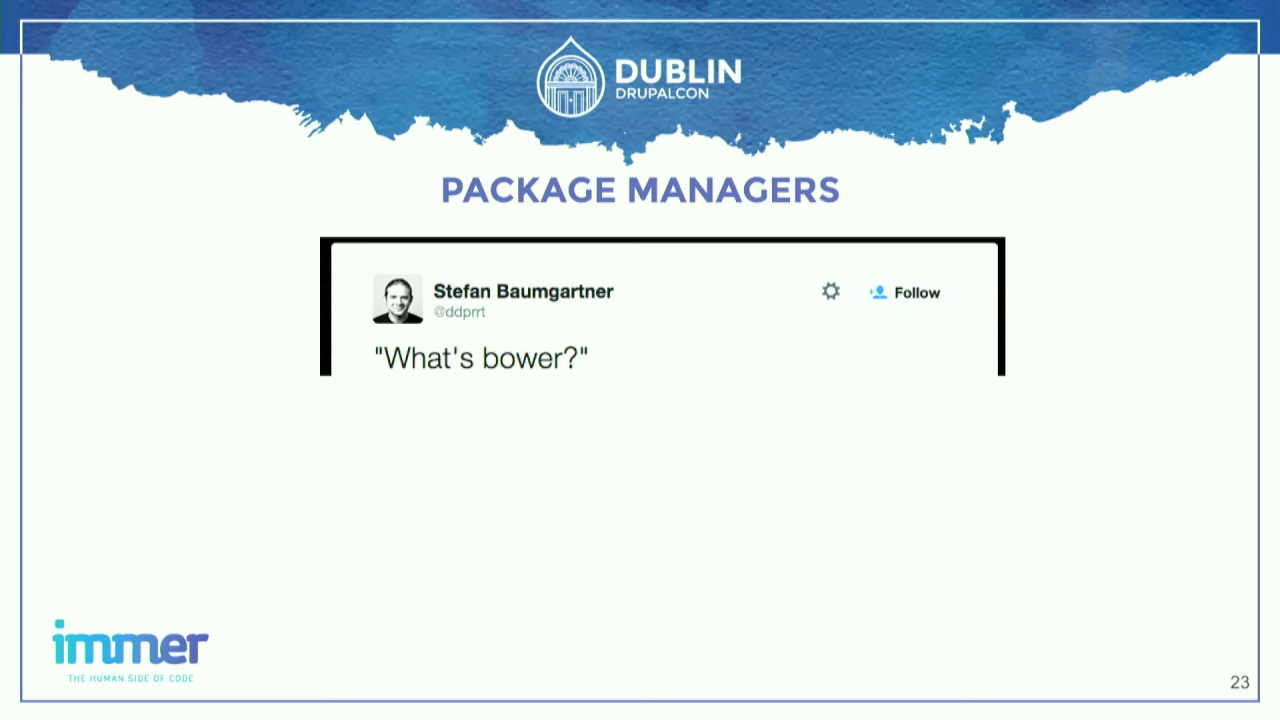 DUBLIN
DRUPALCON
PACKAGE MANAGERS
Stefan Baumgartner
Follow
@ddprrt
"What's bower?"
immer
THE HUMAN SIDE OF CODE
23